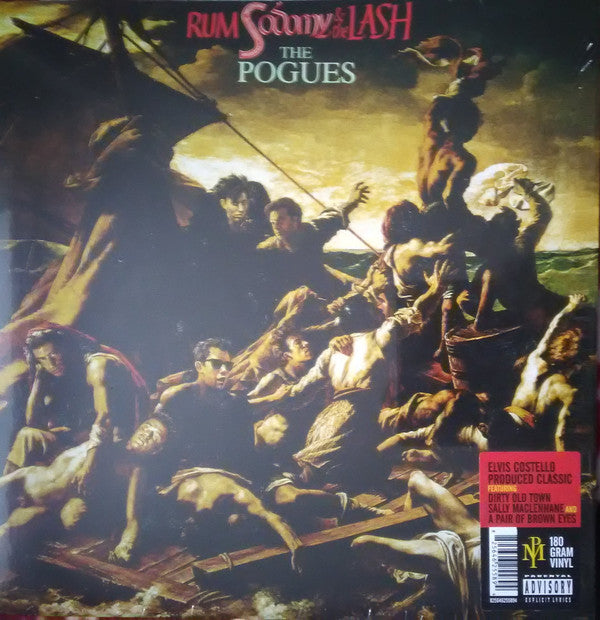 RUM Sodomy & the LASH
THE
POGUES
ELVIS COSTELLO
PRODUCED CLASSIC
FEATURING
DIRTY OLD TOWN
SALLY MACLENNANE AND
A PAIR OF BROWN EYES
180
GRAM
VINYL
PARENTAL
ADVISORY
EXPLICIT LYRICS